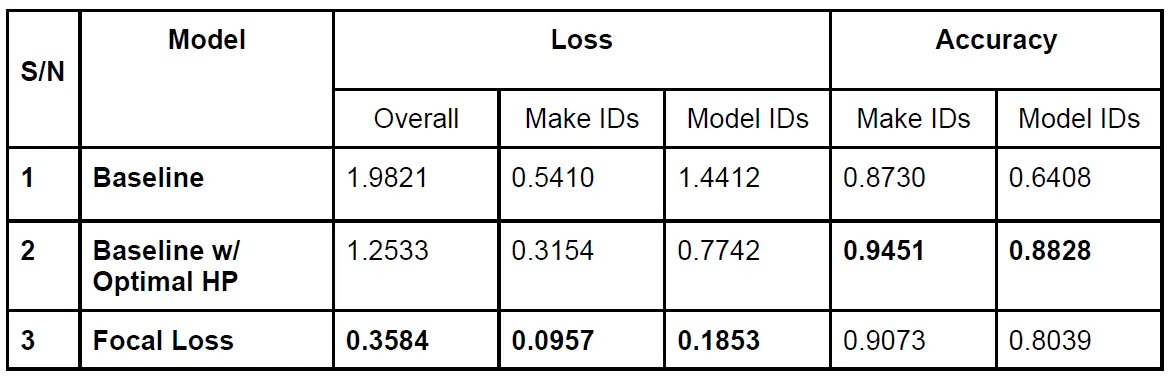 S/N Model Loss Accuracy
Overall Make IDs Model IDs Make IDs Model IDs
1 Baseline 1.9821 0.5410 1.4412 0.8730 0.6408
2 Baseline w/ 1.2533 0.3154 0.7742 0.9451 0.8828
Optimal HP
3 Focal Loss 0.3584 0.0957 0.1853 0.9073 0.8039